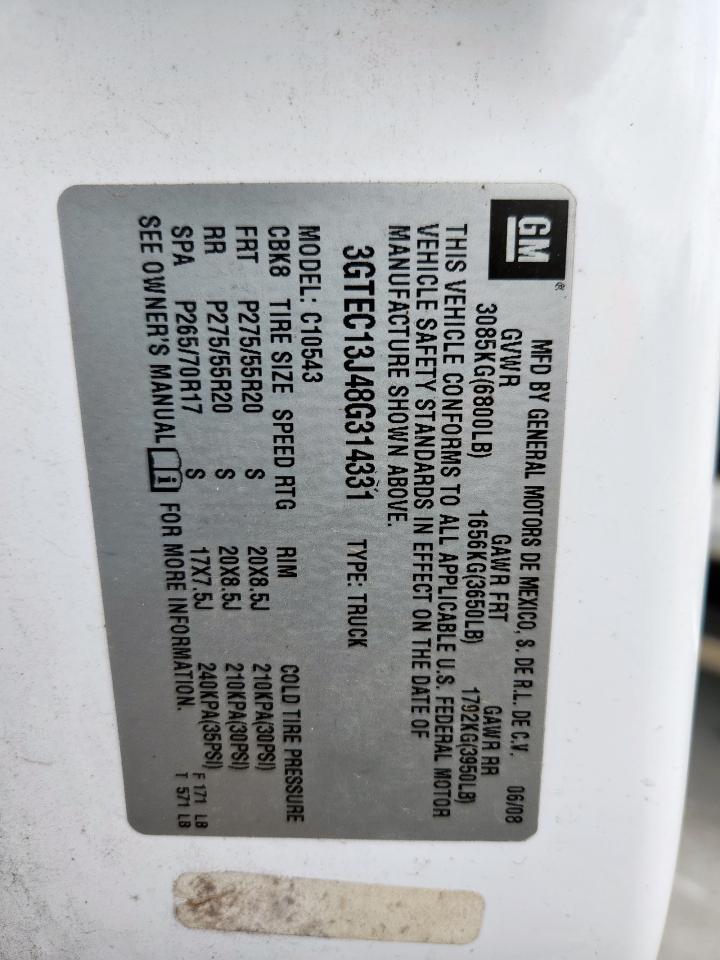 GM®
MFD BY GENERAL MOTORS DE MEXICO, S. DE R.L. DE C.V. 06/08
GVWR GAWR FRT GAWR RR
3085KG(6800LB) 1656KG(3650LB) 1792KG(3950LB)
THIS VEHICLE CONFORMS TO ALL APPLICABLE U.S. FEDERAL MOTOR
VEHICLE SAFETY STANDARDS IN EFFECT ON THE DATE OF
MANUFACTURE SHOWN ABOVE.
3GTEC13J48G314331 TYPE: TRUCK
MODEL: C10543
CBK8 TIRE SIZE SPEED RTG RIM COLD TIRE PRESSURE
FRT P275/55R20 S 20X8.5J 210KPA(30PSI)
RR P275/55R20 S 20X8.5J 210KPA(30PSI)
SPA P265/70R17 S 17X7.5J 240KPA(35PSI) F 171 LB
SEE OWNER'S MANUAL i FOR MORE INFORMATION. T 571 LB